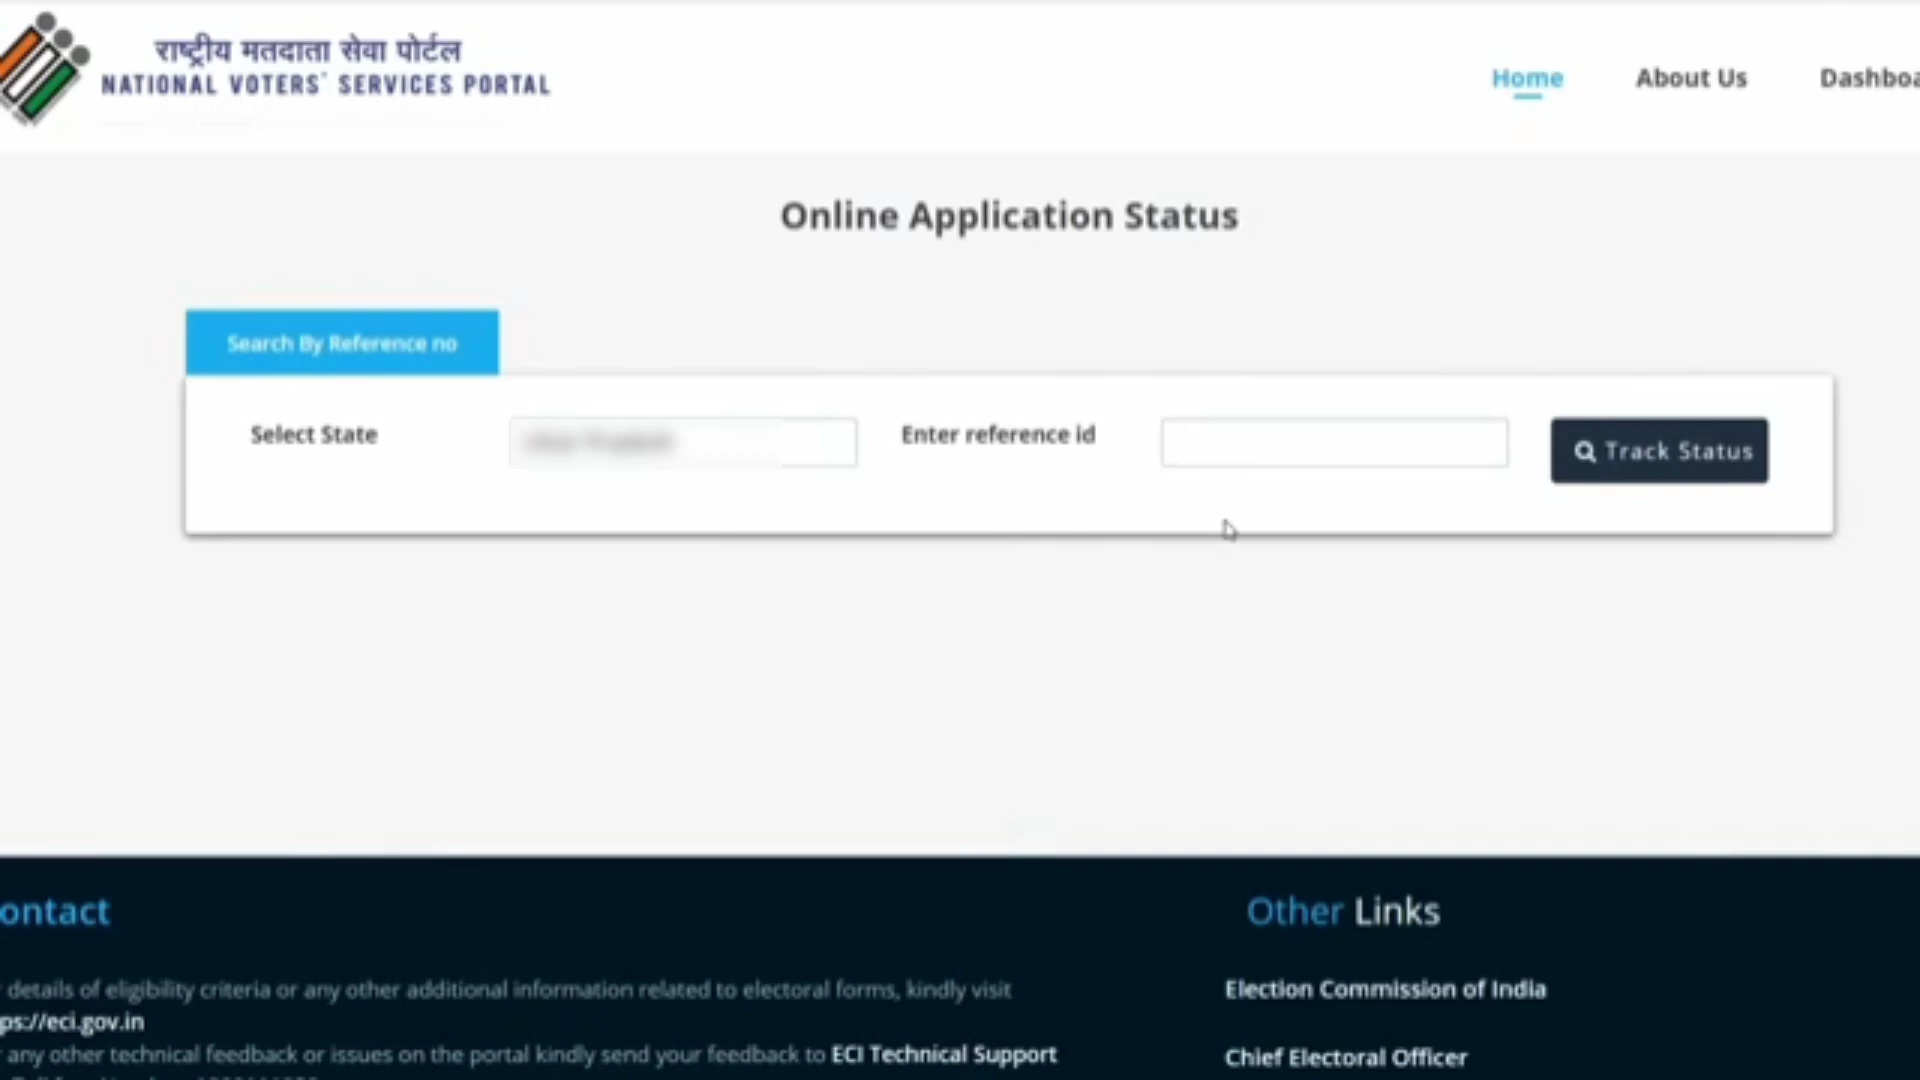 राष्ट्रीय मतदाता सेवा पोर्टल
NATIONAL VOTERS' SERVICES PORTAL
Home About Us Dashboa
Online Application Status
Search By Reference no
Select State Enter reference id Track Status
ontact
Other Links
details of eligibility criteria or any other additional information related to electoral forms, kindly visit
ps://eci.gov.in
any other technical feedback or issues on the portal kindly send your feedback to ECI Technical Support
Election Commission of India
Chief Electoral Officer